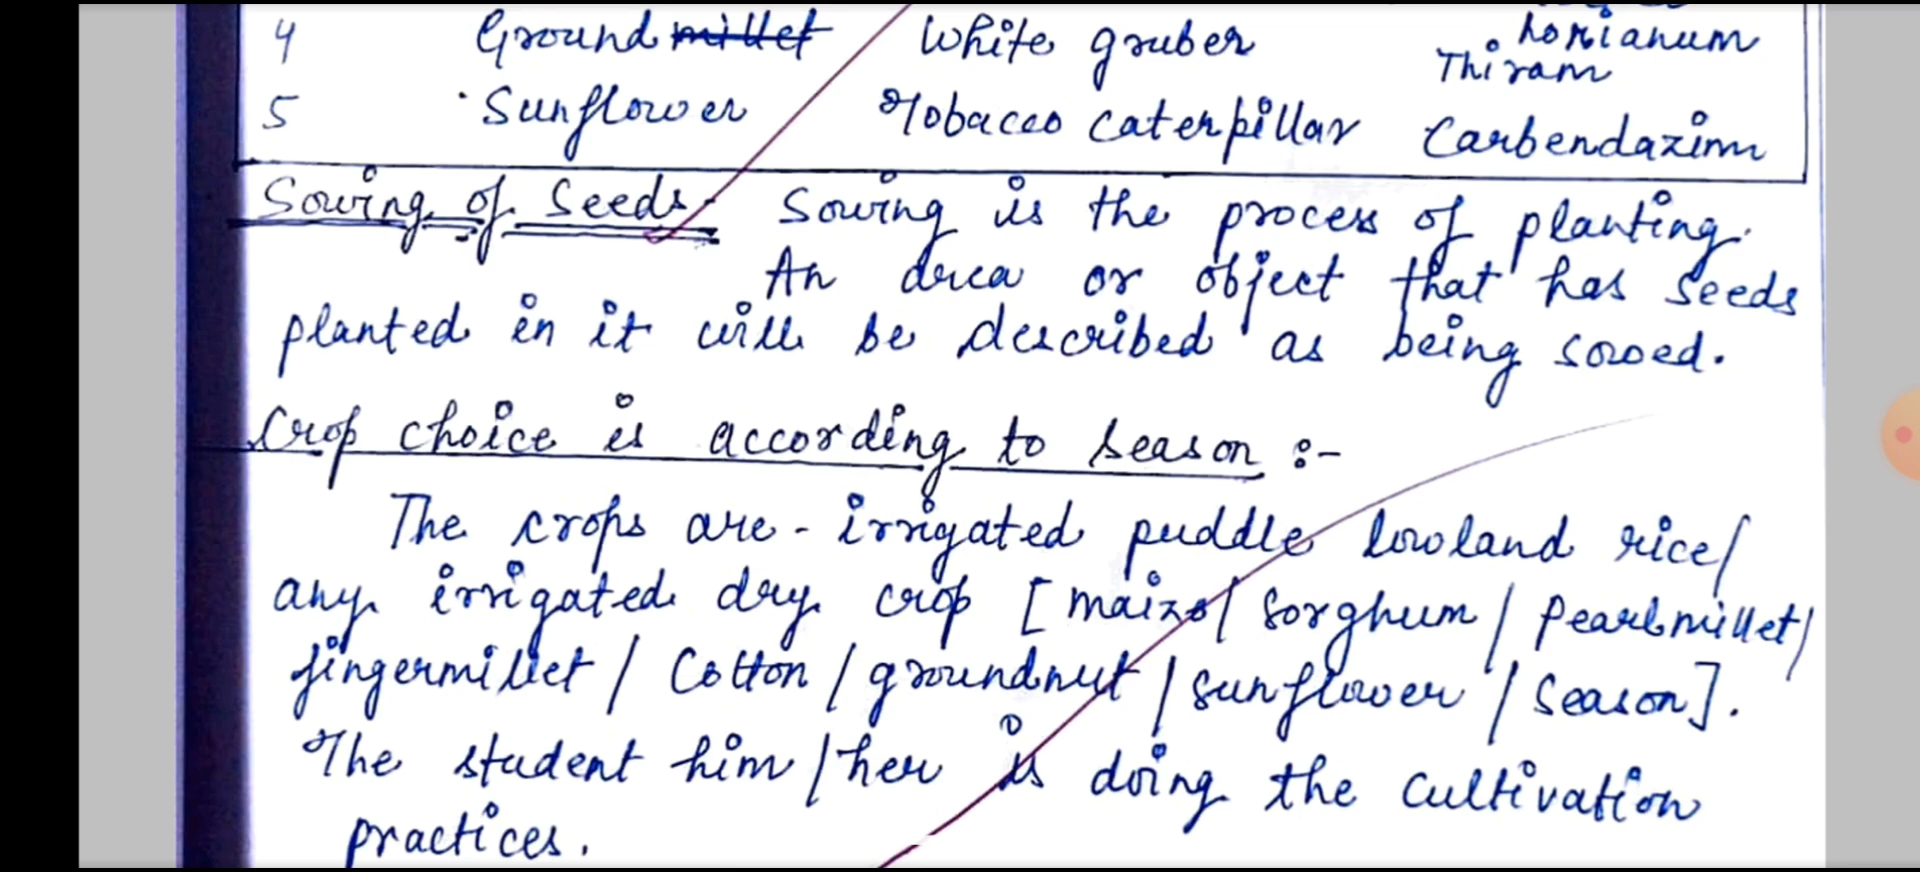 4 Ground millet White gruber horianum
Thiram
5 Sunflower Tobacco caterpillar Carbendazim
Sowing of Seeds- Sowing is the process of planting.
An area or object that has seeds
planted in it will be described as being sowed.
Crop choice is according to season :-
The crops are - irrigated puddle lowland rice/
any irrigated dry crop [maize/ sorghum / Pearlmillet/
fingermillet / Cotton / groundnut / sunflower / Season].
The student him / her is doing the cultivation
practices.